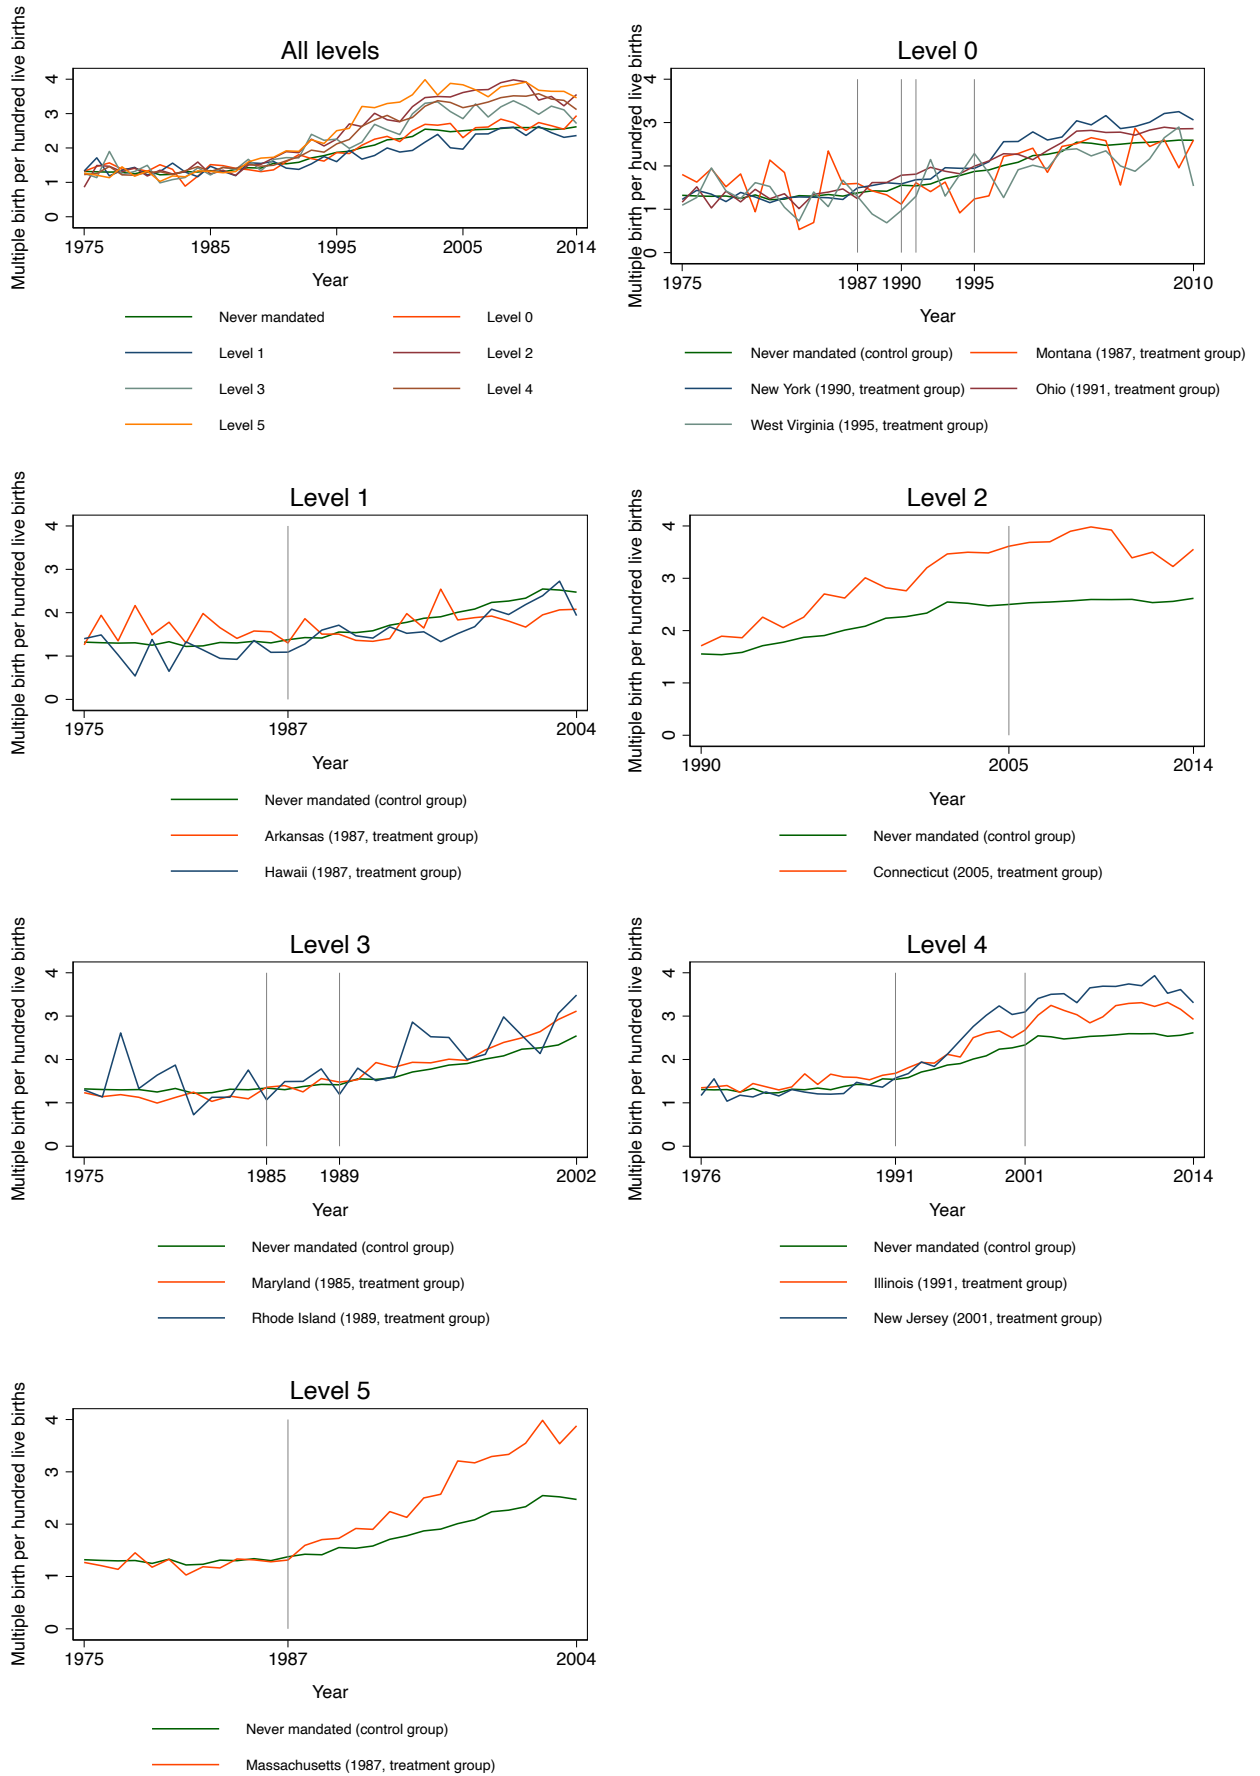 All levels
Multiple birth per hundred live births
4
3
2
1
0
1975 1985 1995 2005 2014
Year
Never mandated Level 0
Level 1 Level 2
Level 3 Level 4
Level 5
Level 0
Multiple birth per hundred live births
4
3
2
1
0
1975 1987 1990 1995 2010
Year
Never mandated (control group) Montana (1987, treatment group)
New York (1990, treatment group) Ohio (1991, treatment group)
West Virginia (1995, treatment group)
Level 1
Multiple birth per hundred live births
4
3
2
1
0
1975 1987 2004
Year
Never mandated (control group)
Arkansas (1987, treatment group)
Hawaii (1987, treatment group)
Level 2
Multiple birth per hundred live births
4
3
2
1
0
1990 2005 2014
Year
Never mandated (control group)
Connecticut (2005, treatment group)
Level 3
Multiple birth per hundred live births
4
3
2
1
0
1975 1985 1989 2002
Year
Never mandated (control group)
Maryland (1985, treatment group)
Rhode Island (1989, treatment group)
Level 4
Multiple birth per hundred live births
4
3
2
1
0
1976 1991 2001 2014
Year
Never mandated (control group)
Illinois (1991, treatment group)
New Jersey (2001, treatment group)
Level 5
Multiple birth per hundred live births
4
3
2
1
0
1975 1987 2004
Year
Never mandated (control group)
Massachusetts (1987, treatment group)